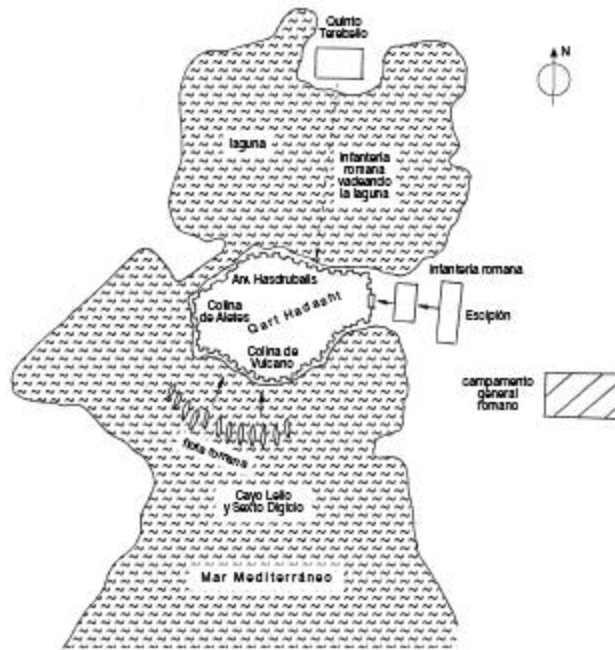 Quinto
Terebelio
N
laguna
Infantería
romana
vadeando
la laguna
Infantería romana
Arx Hasdrubalis
Colina
de Aletes
Qart Hadasht
Escipión
Colina de
Vulcano
campamento
general
romano
flota romana
Cayo Lelio
y Sexto Digicio
Mar Mediterráneo